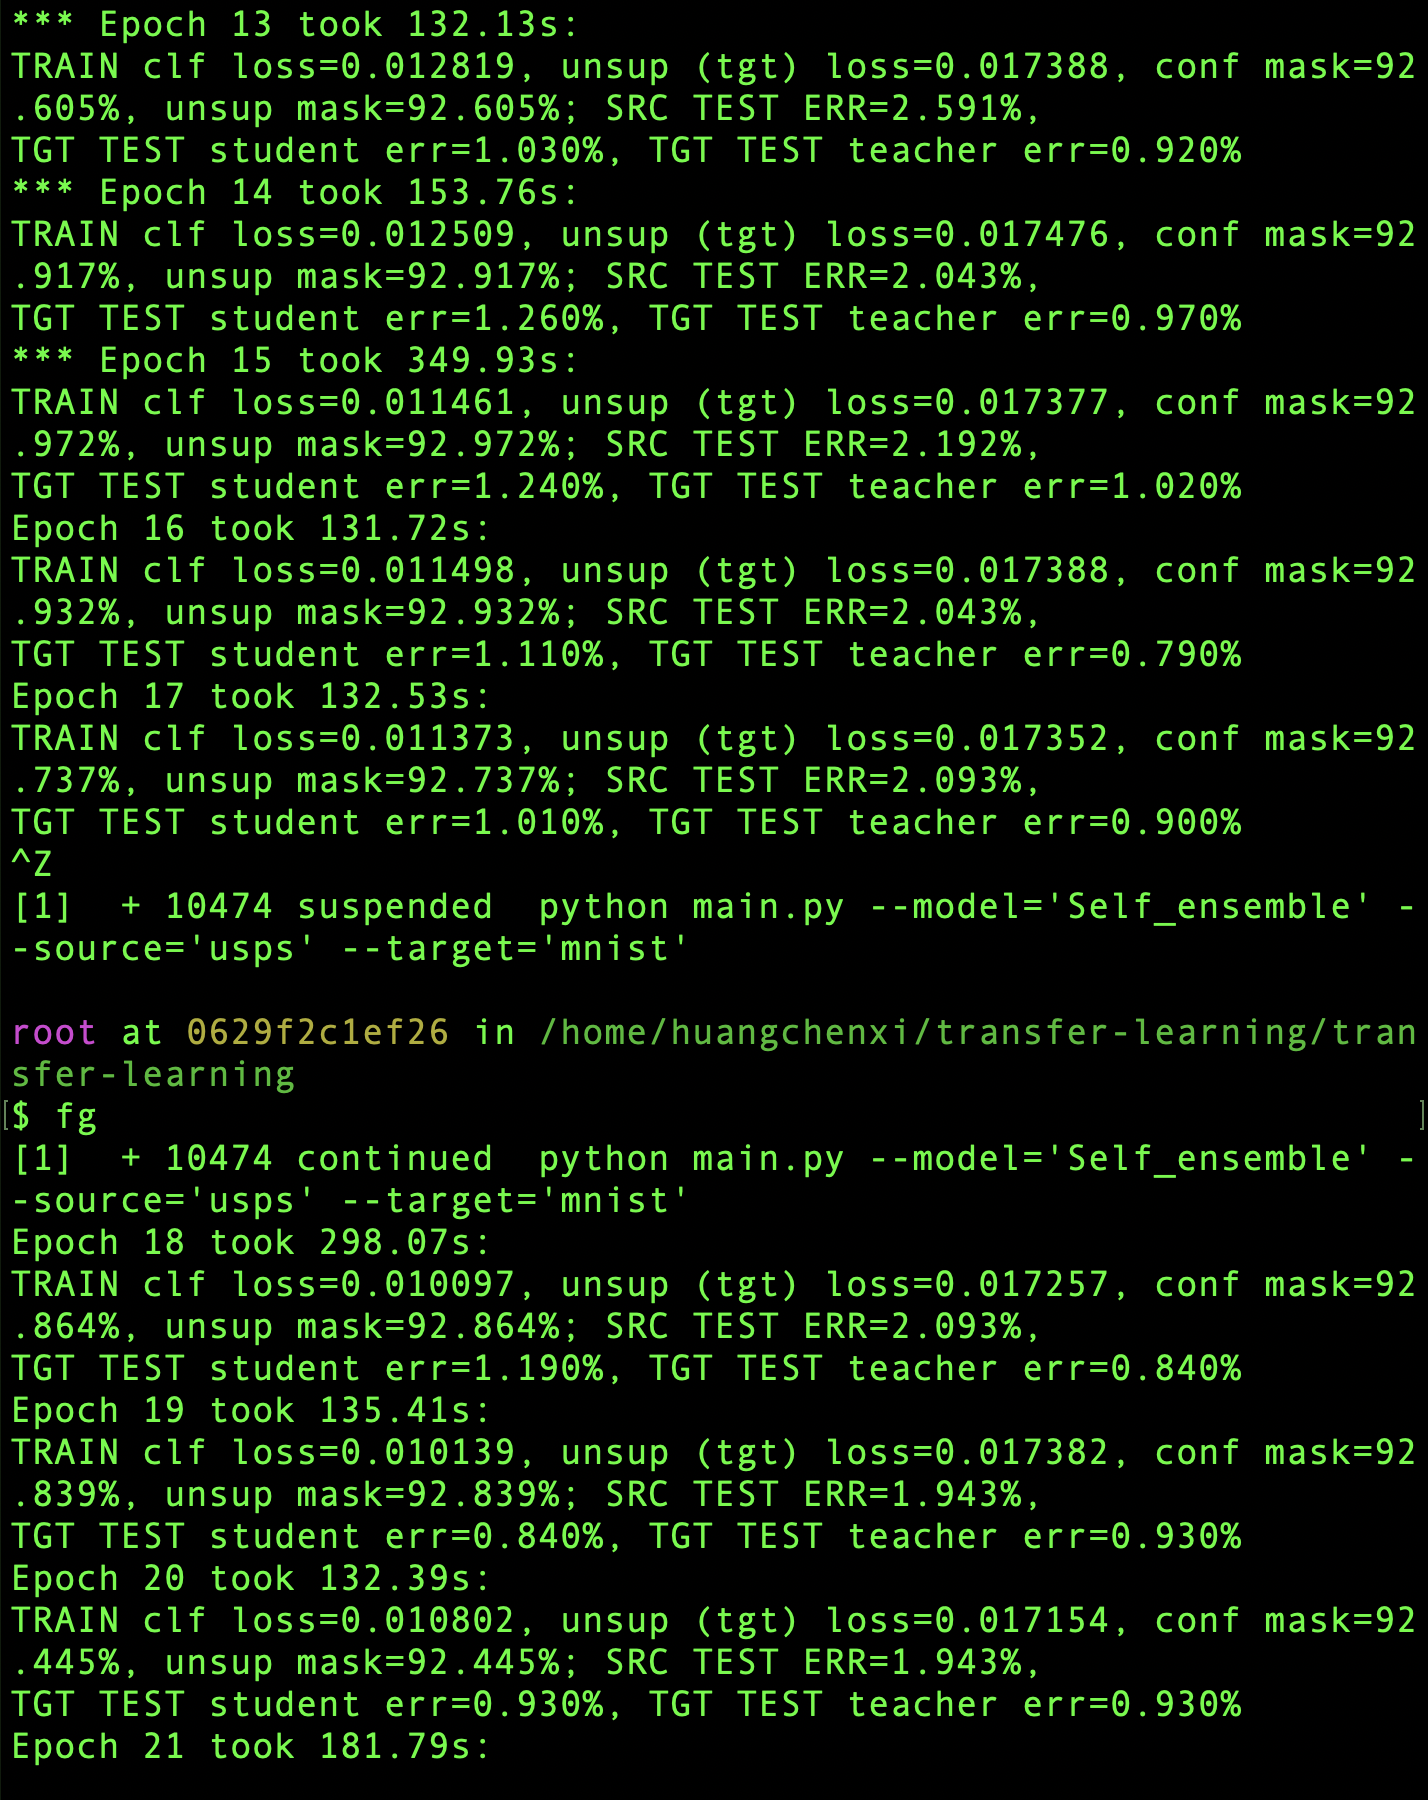 *** Epoch 13 took 132.13s:
TRAIN clf loss=0.012819, unsup (tgt) loss=0.017388, conf mask=92
.605%, unsup mask=92.605%; SRC TEST ERR=2.591%,
TGT TEST student err=1.030%, TGT TEST teacher err=0.920%
*** Epoch 14 took 153.76s:
TRAIN clf loss=0.012509, unsup (tgt) loss=0.017476, conf mask=92
.917%, unsup mask=92.917%; SRC TEST ERR=2.043%,
TGT TEST student err=1.260%, TGT TEST teacher err=0.970%
*** Epoch 15 took 349.93s:
TRAIN clf loss=0.011461, unsup (tgt) loss=0.017377, conf mask=92
.972%, unsup mask=92.972%; SRC TEST ERR=2.192%,
TGT TEST student err=1.240%, TGT TEST teacher err=1.020%
Epoch 16 took 131.72s:
TRAIN clf loss=0.011498, unsup (tgt) loss=0.017388, conf mask=92
.932%, unsup mask=92.932%; SRC TEST ERR=2.043%,
TGT TEST student err=1.110%, TGT TEST teacher err=0.790%
Epoch 17 took 132.53s:
TRAIN clf loss=0.011373, unsup (tgt) loss=0.017352, conf mask=92
.737%, unsup mask=92.737%; SRC TEST ERR=2.093%,
TGT TEST student err=1.010%, TGT TEST teacher err=0.900%
^Z
[1]  + 10474 suspended  python main.py --model='Self_ensemble' -
-source='usps' --target='mnist'
root at 0629f2c1ef26 in /home/huangchenxi/transfer-learning/tran
sfer-learning
[$ fg ]
[1]  + 10474 continued  python main.py --model='Self_ensemble' -
-source='usps' --target='mnist'
Epoch 18 took 298.07s:
TRAIN clf loss=0.010097, unsup (tgt) loss=0.017257, conf mask=92
.864%, unsup mask=92.864%; SRC TEST ERR=2.093%,
TGT TEST student err=1.190%, TGT TEST teacher err=0.840%
Epoch 19 took 135.41s:
TRAIN clf loss=0.010139, unsup (tgt) loss=0.017382, conf mask=92
.839%, unsup mask=92.839%; SRC TEST ERR=1.943%,
TGT TEST student err=0.840%, TGT TEST teacher err=0.930%
Epoch 20 took 132.39s:
TRAIN clf loss=0.010802, unsup (tgt) loss=0.017154, conf mask=92
.445%, unsup mask=92.445%; SRC TEST ERR=1.943%,
TGT TEST student err=0.930%, TGT TEST teacher err=0.930%
Epoch 21 took 181.79s: